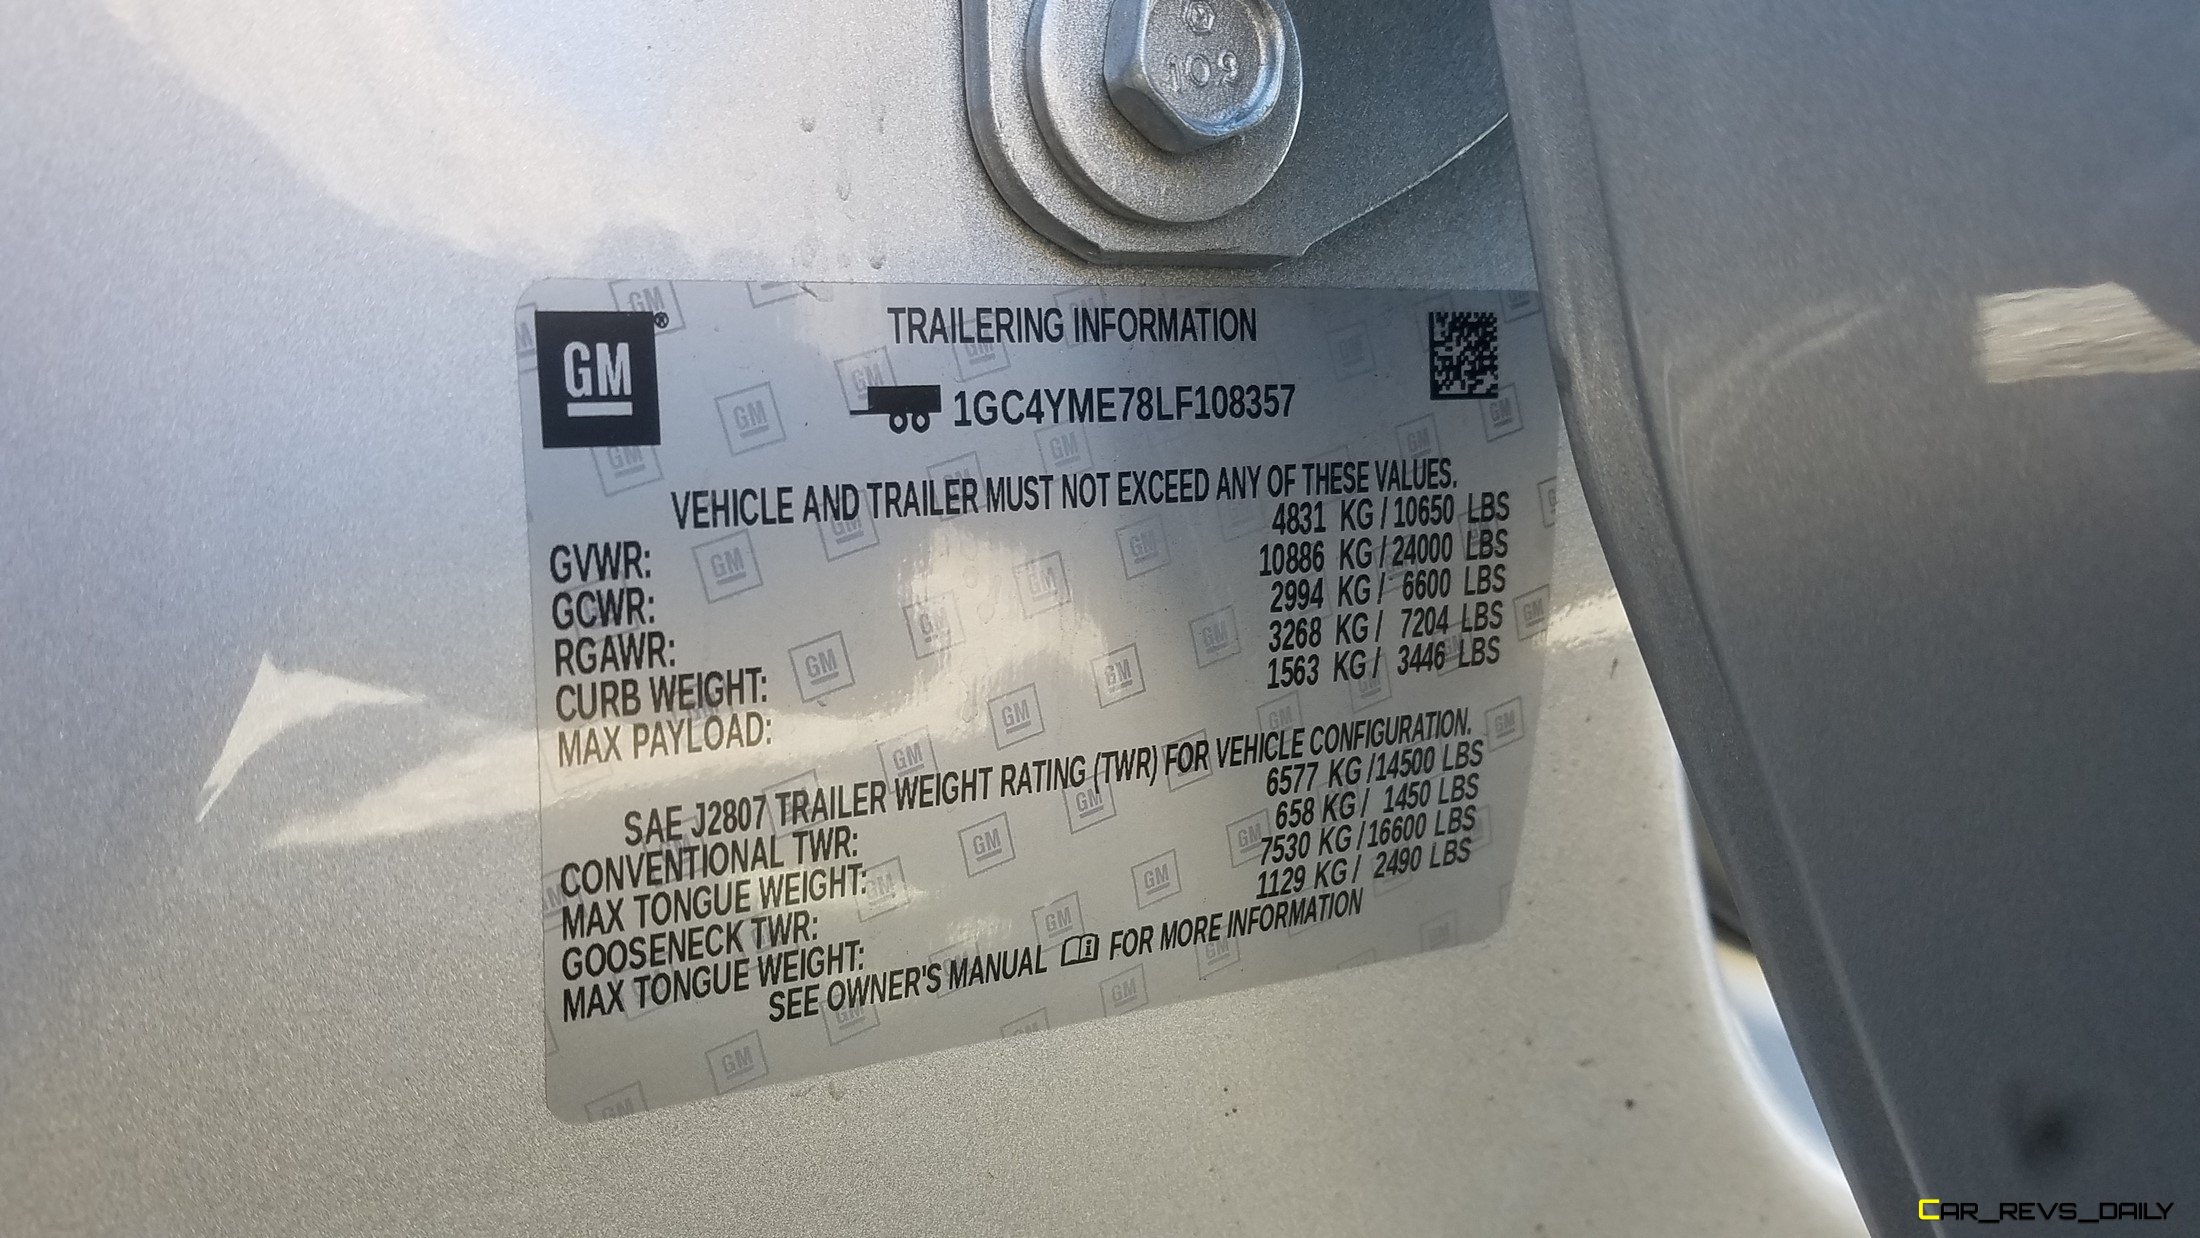 109
GM®
TRAILERING INFORMATION
1GC4YME78LF108357
VEHICLE AND TRAILER MUST NOT EXCEED ANY OF THESE VALUES.
GVWR: 4831 KG / 10650 LBS
GCWR: 10886 KG / 24000 LBS
RGAWR: 2994 KG / 6600 LBS
CURB WEIGHT: 3268 KG / 7204 LBS
MAX PAYLOAD: 1563 KG / 3446 LBS
SAE J2807 TRAILER WEIGHT RATING (TWR) FOR VEHICLE CONFIGURATION.
CONVENTIONAL TWR: 6577 KG /14500 LBS
MAX TONGUE WEIGHT: 658 KG / 1450 LBS
GOOSENECK TWR: 7530 KG /16600 LBS
MAX TONGUE WEIGHT: 1129 KG / 2490 LBS
SEE OWNER'S MANUAL FOR MORE INFORMATION
CAR_REVS_DAILY